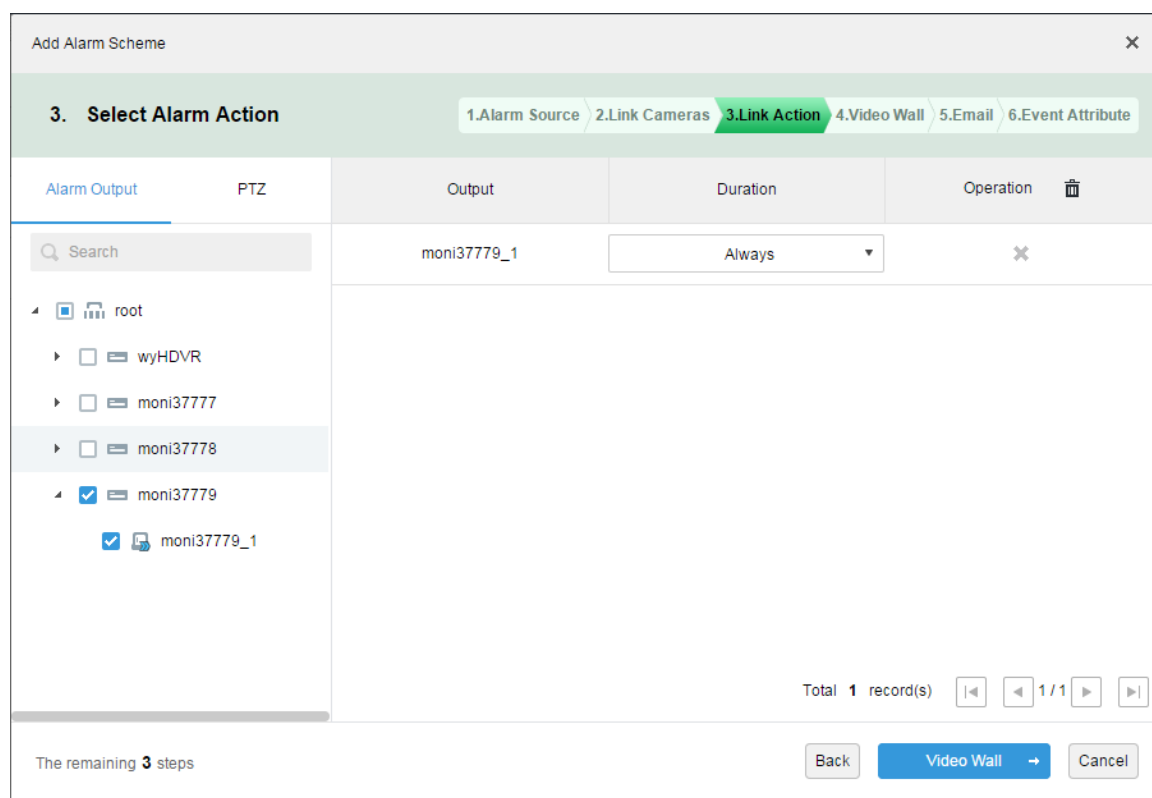 Add Alarm Scheme
3. Select Alarm Action
1.Alarm Source 2.Link Cameras 3.Link Action 4.Video Wall 5.Email 6.Event Attribute
Alarm Output PTZ Output Duration Operation
Search moni37779_1 Always
root
wyHDVR
moni37777
moni37778
moni37779
moni37779_1
Total 1 record(s) 1 / 1
The remaining 3 steps Back Video Wall Cancel